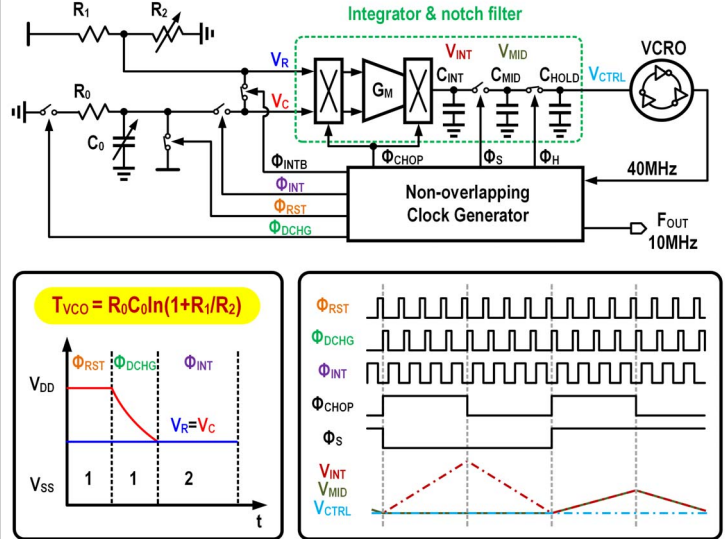 Integrator & notch filter
R1 R2
VR VINT VMID VCRO
GM CINT CMID CHOLD VCTRL
R0 VC
C0
ΦINTB ΦCHOP ΦS ΦH 40MHz
ΦINT
ΦRST
ΦDCHG
Non-overlapping
Clock Generator
FOUT
10MHz
TVCO = R0C0ln(1+R1/R2)
ΦRST ΦDCHG ΦINT
VDD
VR=VC
VSS 1 1 2
t
ΦRST
ΦDCHG
ΦINT
ΦCHOP
ΦS
VINT
VMID
VCTRL